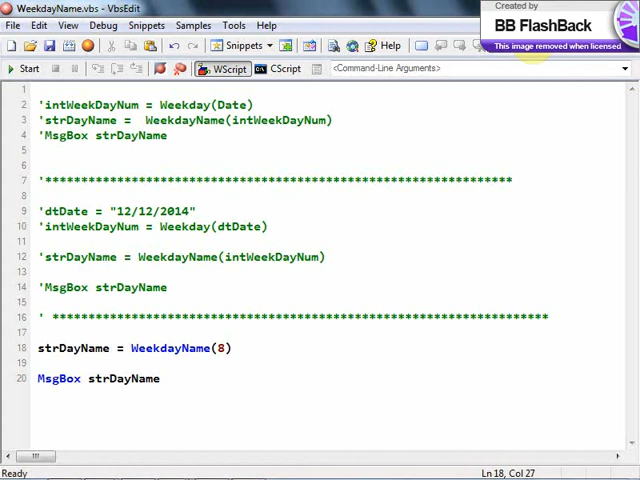 WeekdayName.vbs - VbsEdit
Created by
BB FlashBack
This image removed when licensed
File Edit View Snippets Samples Tools Help
Snippets Help
Start WScript CScript <Command-Line Arguments>
1
2 'intWeekDayNum = Weekday(Date)
3 'strDayName =  WeekdayName(intWeekDayNum)
4 'MsgBox strDayName
5
6
7 '*****************************************************************
8
9 'dtDate = "12/12/2014"
10 'intWeekDayNum = Weekday(dtDate)
11
12 'strDayName = WeekdayName(intWeekDayNum)
13
14 'MsgBox strDayName
15
16 ' *********************************************************************
17
18 strDayName = WeekdayName(8)
19
20 MsgBox strDayName
Ready Ln 18, Col 27